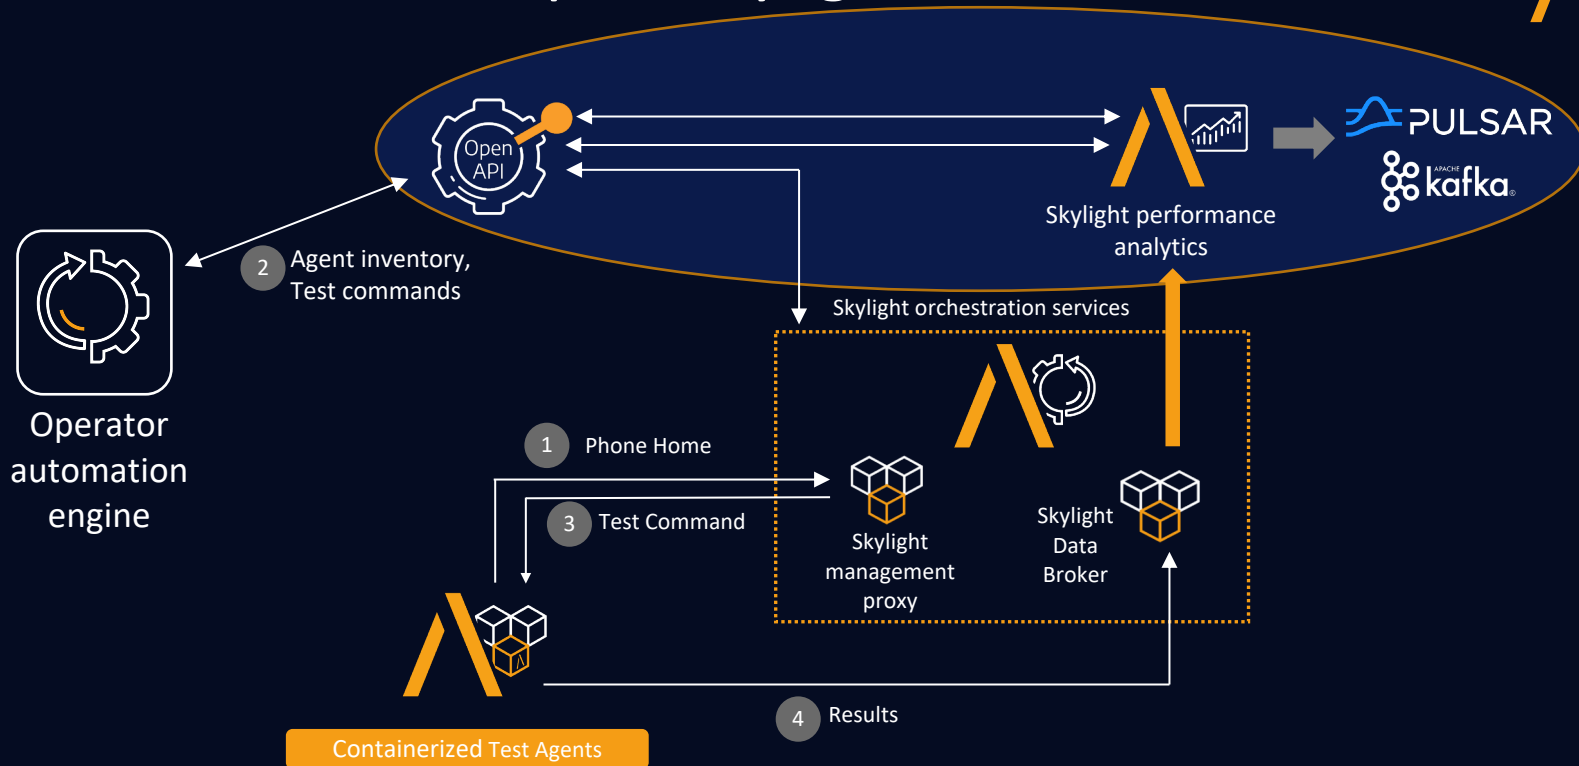 Open
API
PULSAR
APACHE
kafka®
Skylight performance
analytics
2
Agent inventory,
Test commands
Skylight orchestration services
Operator
automation
engine
1
Phone Home
3
Test Command
Skylight
management
proxy
Skylight
Data
Broker
4
Results
Containerized Test Agents